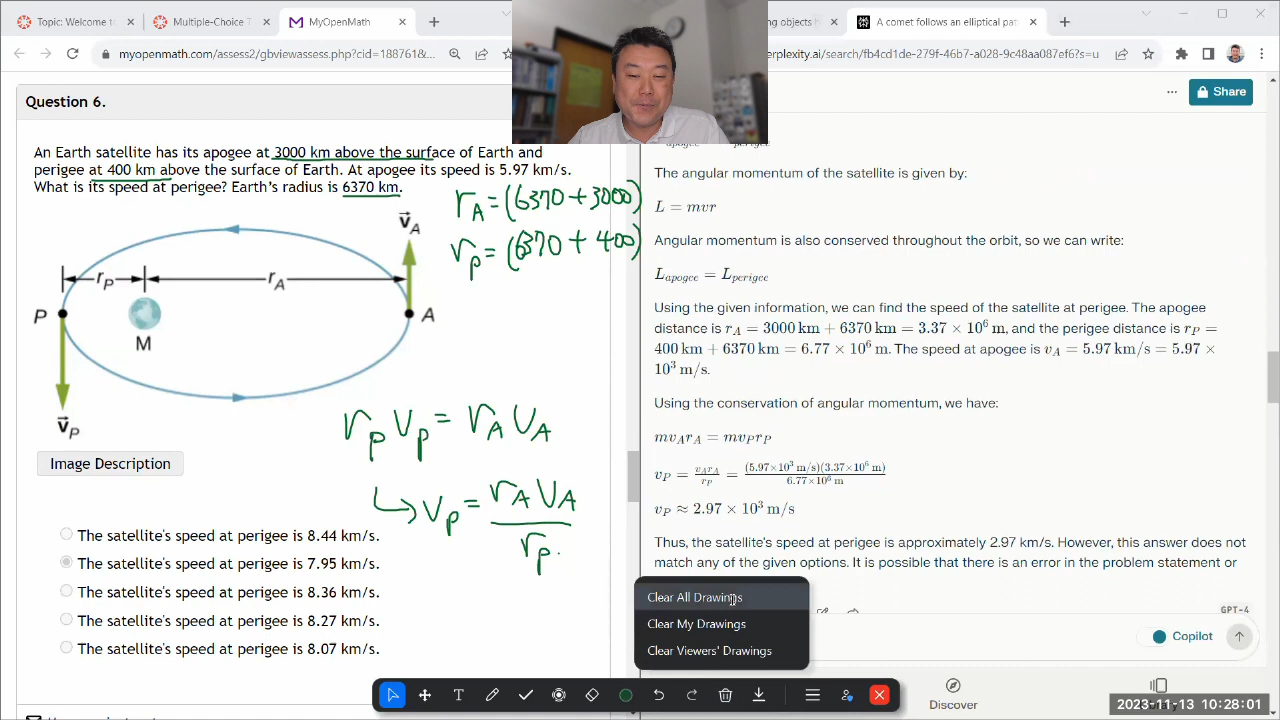 Topic: Welcome to
Multiple-Choice T
MyOpenMath
ing objects h
A comet follows an elliptical pat
myopenmath.com/assess2/gbviewassess.php?cid=188761&...
erplexity.ai/search/fb4cd1de-279f-46b7-a028-9c48aa087ef6?s=u
Question 6.
An Earth satellite has its apogee at 3000 km above the surface of Earth and
perigee at 400 km above the surface of Earth. At apogee its speed is 5.97 km/s.
What is its speed at perigee? Earth's radius is 6370 km.
r_A = (6370 + 3000)
r_p = (6370 + 400)
v_A
r_P
r_A
P
A
M
v_P
r_p v_p = r_A v_A
↳ v_p = r_A v_A / r_p.
Image Description
The satellite's speed at perigee is 8.44 km/s.
The satellite's speed at perigee is 7.95 km/s.
The satellite's speed at perigee is 8.36 km/s.
The satellite's speed at perigee is 8.27 km/s.
The satellite's speed at perigee is 8.07 km/s.
... Share
apogee perigee
The angular momentum of the satellite is given by:
L = mvr
Angular momentum is also conserved throughout the orbit, so we can write:
L_apogee = L_perigee
Using the given information, we can find the speed of the satellite at perigee. The apogee
distance is r_A = 3000 km + 6370 km = 3.37 × 10^6 m, and the perigee distance is r_P =
400 km + 6370 km = 6.77 × 10^6 m. The speed at apogee is v_A = 5.97 km/s = 5.97 ×
10^3 m/s.
Using the conservation of angular momentum, we have:
mv_A r_A = mv_P r_P
v_P = v_A r_A / r_P = (5.97×10^3 m/s)(3.37×10^6 m) / 6.77×10^6 m
v_P ≈ 2.97 × 10^3 m/s
Thus, the satellite's speed at perigee is approximately 2.97 km/s. However, this answer does not
match any of the given options. It is possible that there is an error in the problem statement or
Clear All Drawings
Clear My Drawings
Clear Viewers' Drawings
GPT-4
Copilot
Discover
2023-11-13 10:28:01